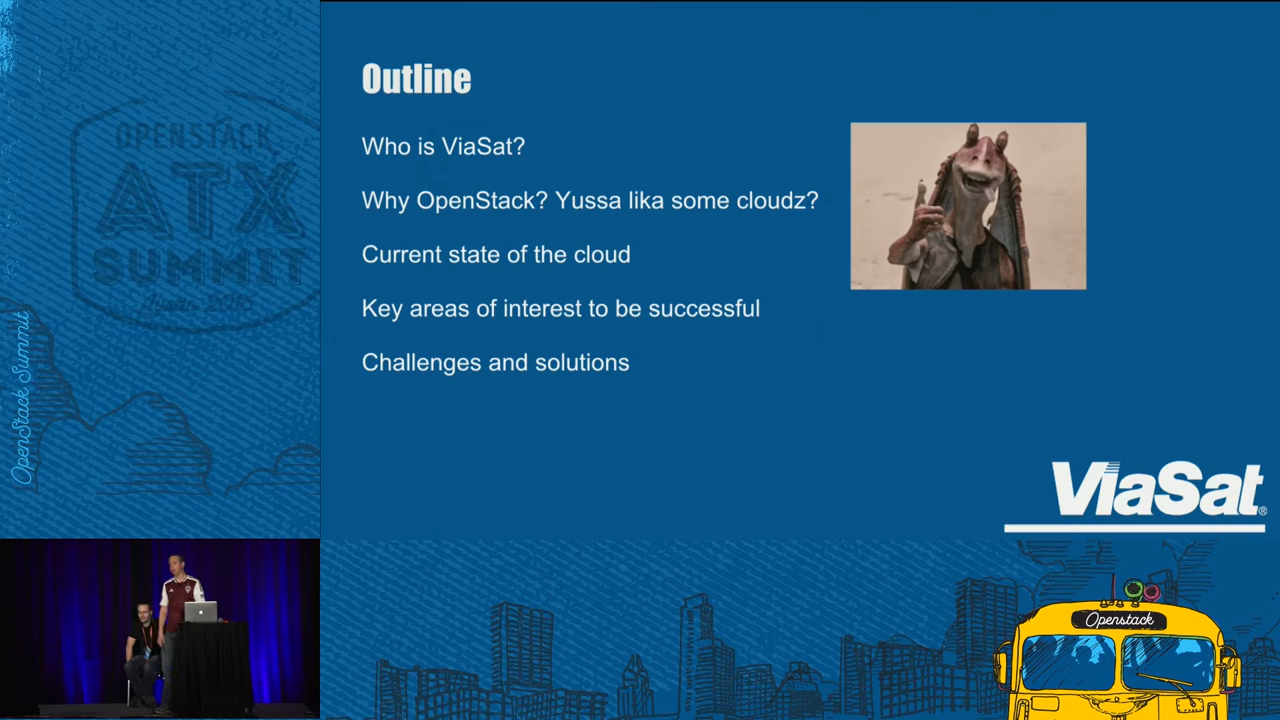 OPENSTACK
ATX
SUMMIT
OpenStack Summit
Outline
Who is ViaSat?
Why OpenStack? Yussa lika some cloudz?
Current state of the cloud
Key areas of interest to be successful
Challenges and solutions
ViaSat®
Openstack